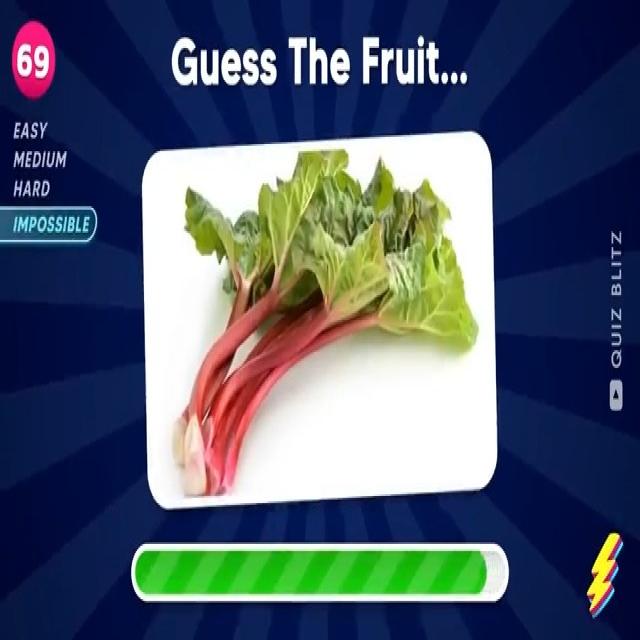 69
Guess The Fruit...
EASY
MEDIUM
HARD
IMPOSSIBLE
QUIZ BLITZ